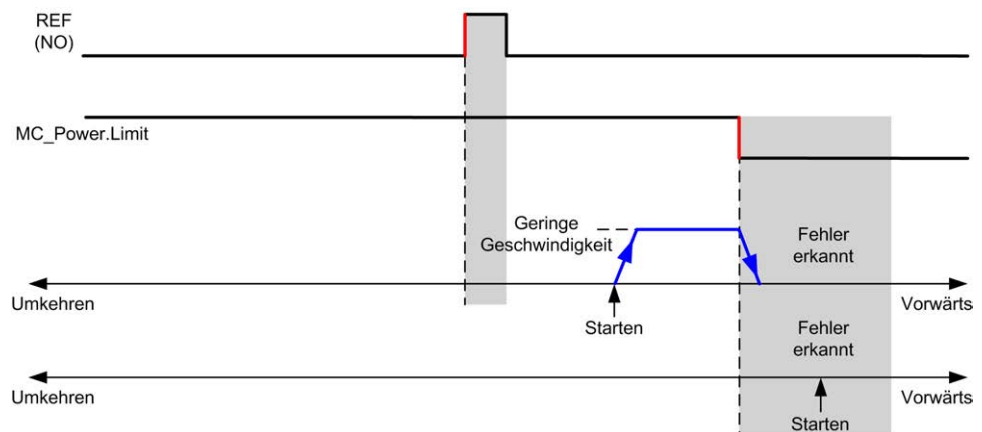 REF
(NO)
MC_Power.Limit
Geringe
Geschwindigkeit
Fehler
erkannt
Umkehren
Vorwärts
Starten
Fehler
erkannt
Umkehren
Vorwärts
Starten